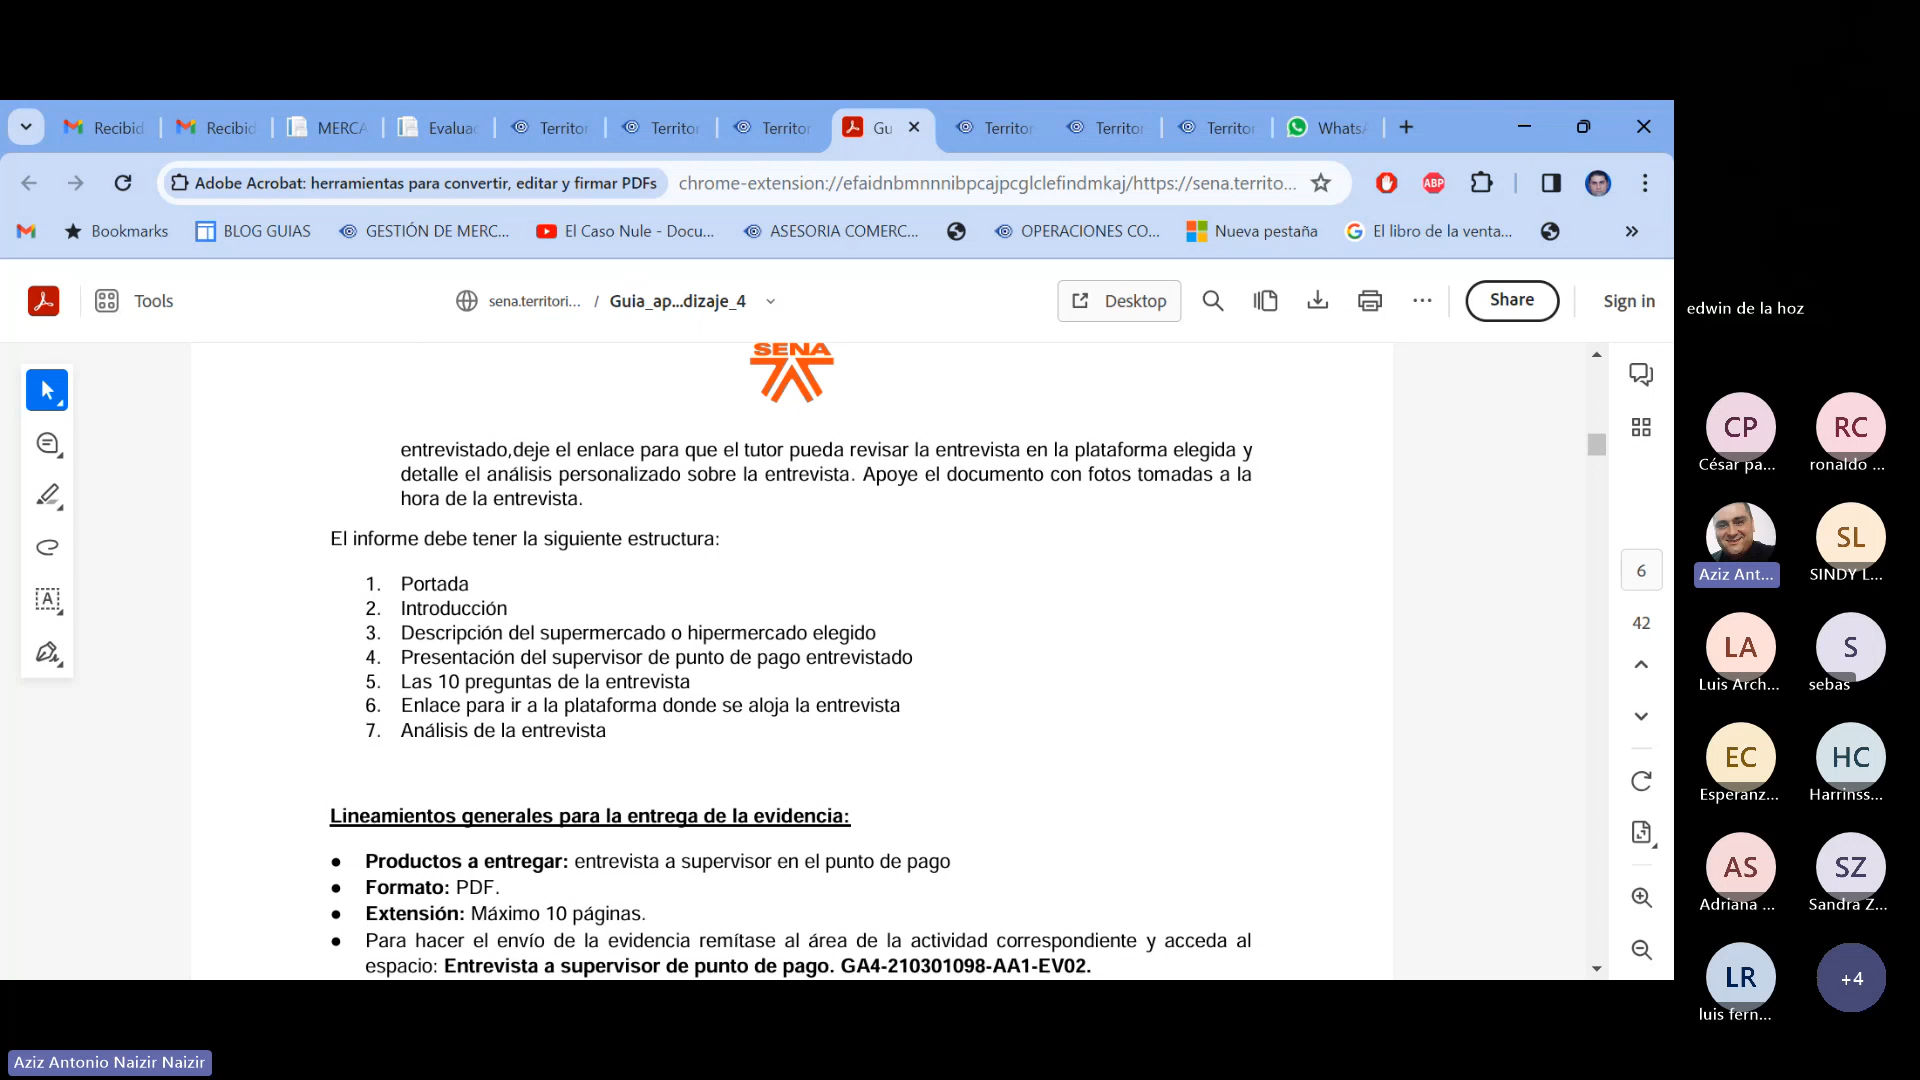 Recibid
Recibid
MERCA
Evalua
Territor
Territor
Territor
Gu
Territor
Territor
Territor
Whats
Adobe Acrobat: herramientas para convertir, editar y firmar PDFs
chrome-extension://efaidnbmnnnibpcajpcglclefindmkaj/https://sena.territo...
ABP
Bookmarks
BLOG GUIAS
GESTIÓN DE MERC...
El Caso Nule - Docu...
ASESORIA COMERC...
OPERACIONES CO...
Nueva pestaña
El libro de la venta...
Tools
sena.territori... / Guia_ap...dizaje_4
Desktop
Share
Sign in
SENA
entrevistado,deje el enlace para que el tutor pueda revisar la entrevista en la plataforma elegida y
detalle el análisis personalizado sobre la entrevista. Apoye el documento con fotos tomadas a la
hora de la entrevista.
El informe debe tener la siguiente estructura:
1. Portada
2. Introducción
3. Descripción del supermercado o hipermercado elegido
4. Presentación del supervisor de punto de pago entrevistado
5. Las 10 preguntas de la entrevista
6. Enlace para ir a la plataforma donde se aloja la entrevista
7. Análisis de la entrevista
Lineamientos generales para la entrega de la evidencia:
● Productos a entregar: entrevista a supervisor en el punto de pago
● Formato: PDF.
● Extensión: Máximo 10 páginas.
● Para hacer el envío de la evidencia remítase al área de la actividad correspondiente y acceda al
espacio: Entrevista a supervisor de punto de pago. GA4-210301098-AA1-EV02.
6
42
edwin de la hoz
CP
César pa...
RC
ronaldo ...
Aziz Ant...
SL
SINDY L...
LA
Luis Arch...
S
sebas
EC
Esperanz...
HC
Harrinss...
AS
Adriana ...
SZ
Sandra Z...
LR
luis fern...
+4
Aziz Antonio Naizir Naizir